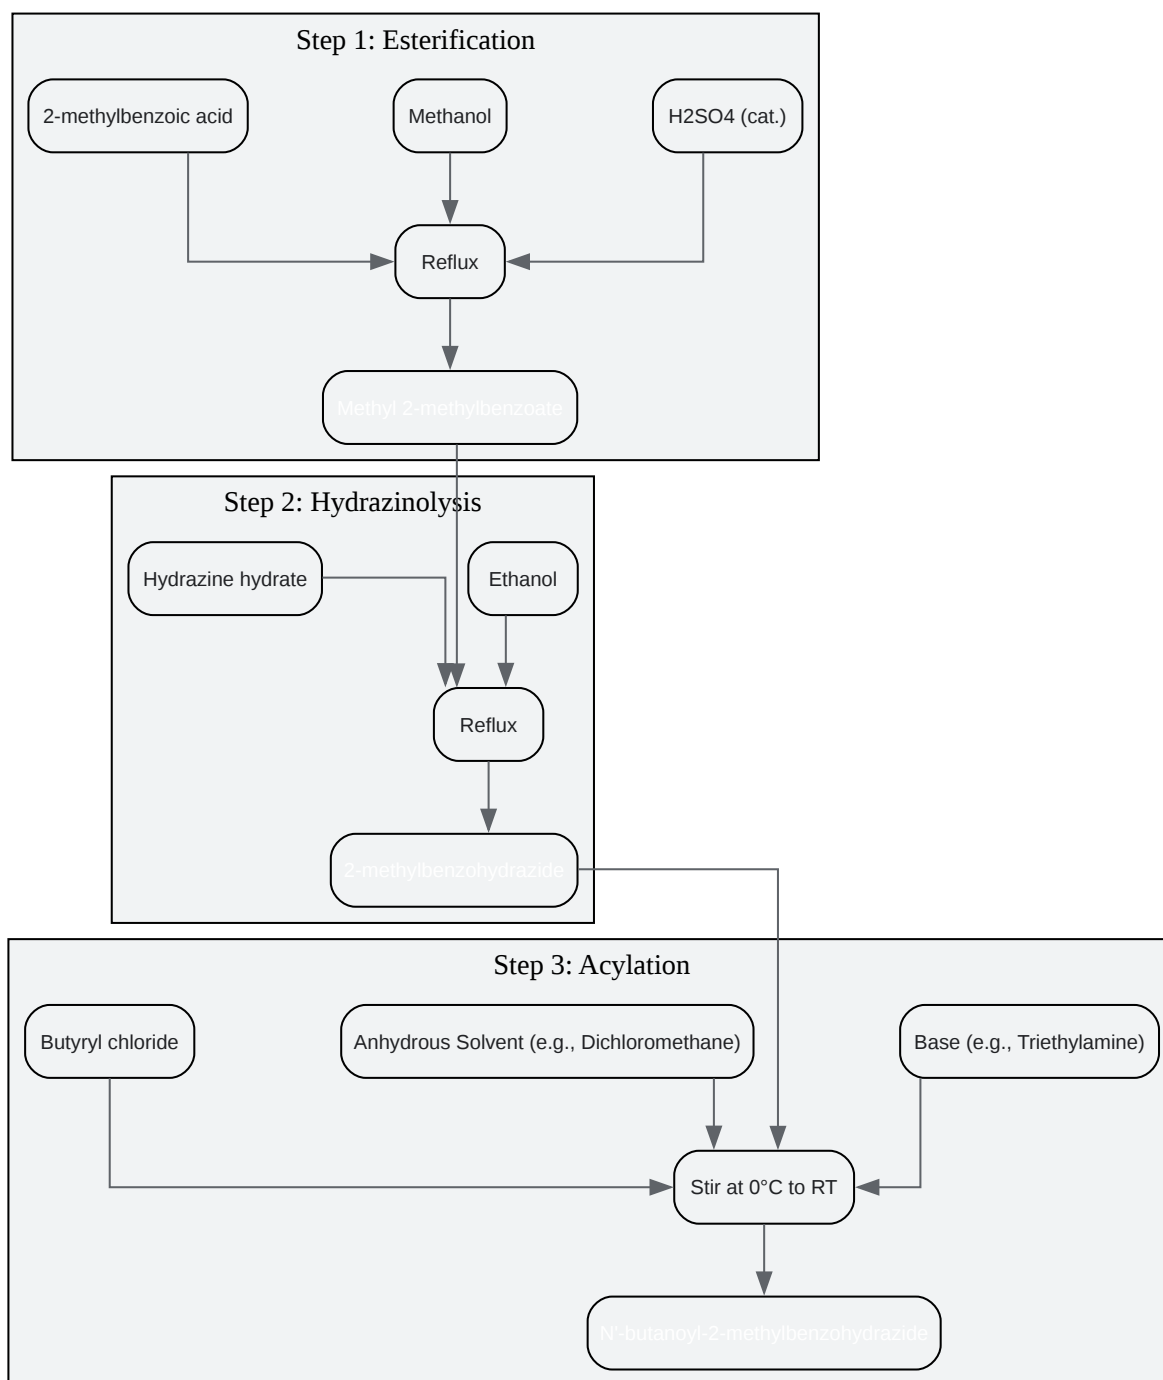 Step 1: Esterification
2-methylbenzoic acid
Methanol
H2SO4 (cat.)
Reflux
Methyl 2-methylbenzoate
Step 2: Hydrazinolysis
Hydrazine hydrate
Ethanol
Reflux
2-methylbenzohydrazide
Step 3: Acylation
Butyryl chloride
Anhydrous Solvent (e.g., Dichloromethane)
Base (e.g., Triethylamine)
Stir at 0°C to RT
N'-butanoyl-2-methylbenzohydrazide